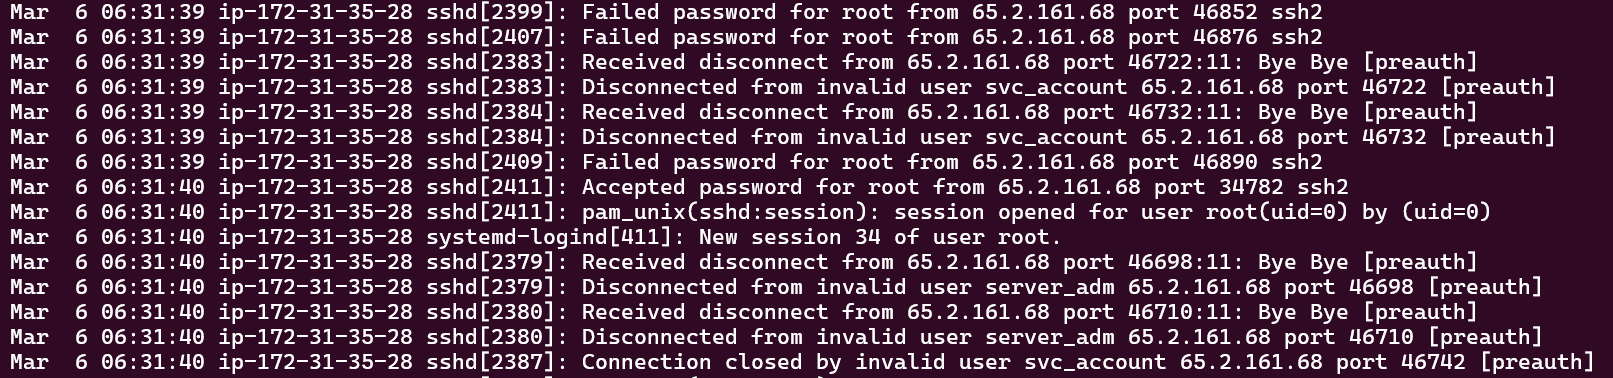 Mar  6 06:31:39 ip-172-31-35-28 sshd[2399]: Failed password for root from 65.2.161.68 port 46852 ssh2
Mar  6 06:31:39 ip-172-31-35-28 sshd[2407]: Failed password for root from 65.2.161.68 port 46876 ssh2
Mar  6 06:31:39 ip-172-31-35-28 sshd[2383]: Received disconnect from 65.2.161.68 port 46722:11: Bye Bye [preauth]
Mar  6 06:31:39 ip-172-31-35-28 sshd[2383]: Disconnected from invalid user svc_account 65.2.161.68 port 46722 [preauth]
Mar  6 06:31:39 ip-172-31-35-28 sshd[2384]: Received disconnect from 65.2.161.68 port 46732:11: Bye Bye [preauth]
Mar  6 06:31:39 ip-172-31-35-28 sshd[2384]: Disconnected from invalid user svc_account 65.2.161.68 port 46732 [preauth]
Mar  6 06:31:39 ip-172-31-35-28 sshd[2409]: Failed password for root from 65.2.161.68 port 46890 ssh2
Mar  6 06:31:40 ip-172-31-35-28 sshd[2411]: Accepted password for root from 65.2.161.68 port 34782 ssh2
Mar  6 06:31:40 ip-172-31-35-28 sshd[2411]: pam_unix(sshd:session): session opened for user root(uid=0) by (uid=0)
Mar  6 06:31:40 ip-172-31-35-28 systemd-logind[411]: New session 34 of user root.
Mar  6 06:31:40 ip-172-31-35-28 sshd[2379]: Received disconnect from 65.2.161.68 port 46698:11: Bye Bye [preauth]
Mar  6 06:31:40 ip-172-31-35-28 sshd[2379]: Disconnected from invalid user server_adm 65.2.161.68 port 46698 [preauth]
Mar  6 06:31:40 ip-172-31-35-28 sshd[2380]: Received disconnect from 65.2.161.68 port 46710:11: Bye Bye [preauth]
Mar  6 06:31:40 ip-172-31-35-28 sshd[2380]: Disconnected from invalid user server_adm 65.2.161.68 port 46710 [preauth]
Mar  6 06:31:40 ip-172-31-35-28 sshd[2387]: Connection closed by invalid user svc_account 65.2.161.68 port 46742 [preauth]